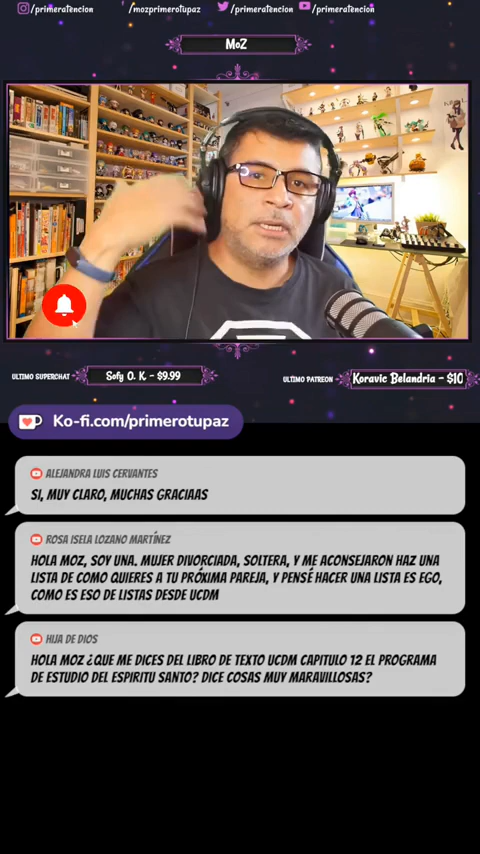 /primeratencion /mozprimerotupaz /primeratencion /primeratencion
MoZ
ULTIMO SUPERCHAT Sofy O. K. - $9.99 ULTIMO PATREON Koravic Belandria - $10
Ko-fi.com/primerotupaz
ALEJANDRA LUIS CERVANTES
SI, MUY CLARO, MUCHAS GRACIAAS
ROSA ISELA LOZANO MARTÍNEZ
HOLA MOZ, SOY UNA. MUJER DIVORCIADA, SOLTERA, Y ME ACONSEJARON HAZ UNA
LISTA DE COMO QUIERES A TU PRÓXIMA PAREJA, Y PENSÉ HACER UNA LISTA ES EGO,
COMO ES ESO DE LISTAS DESDE UCDM
HIJA DE DIOS
HOLA MOZ ¿QUE ME DICES DEL LIBRO DE TEXTO UCDM CAPITULO 12 EL PROGRAMA
DE ESTUDIO DEL ESPIRITU SANTO? DICE COSAS MUY MARAVILLOSAS?